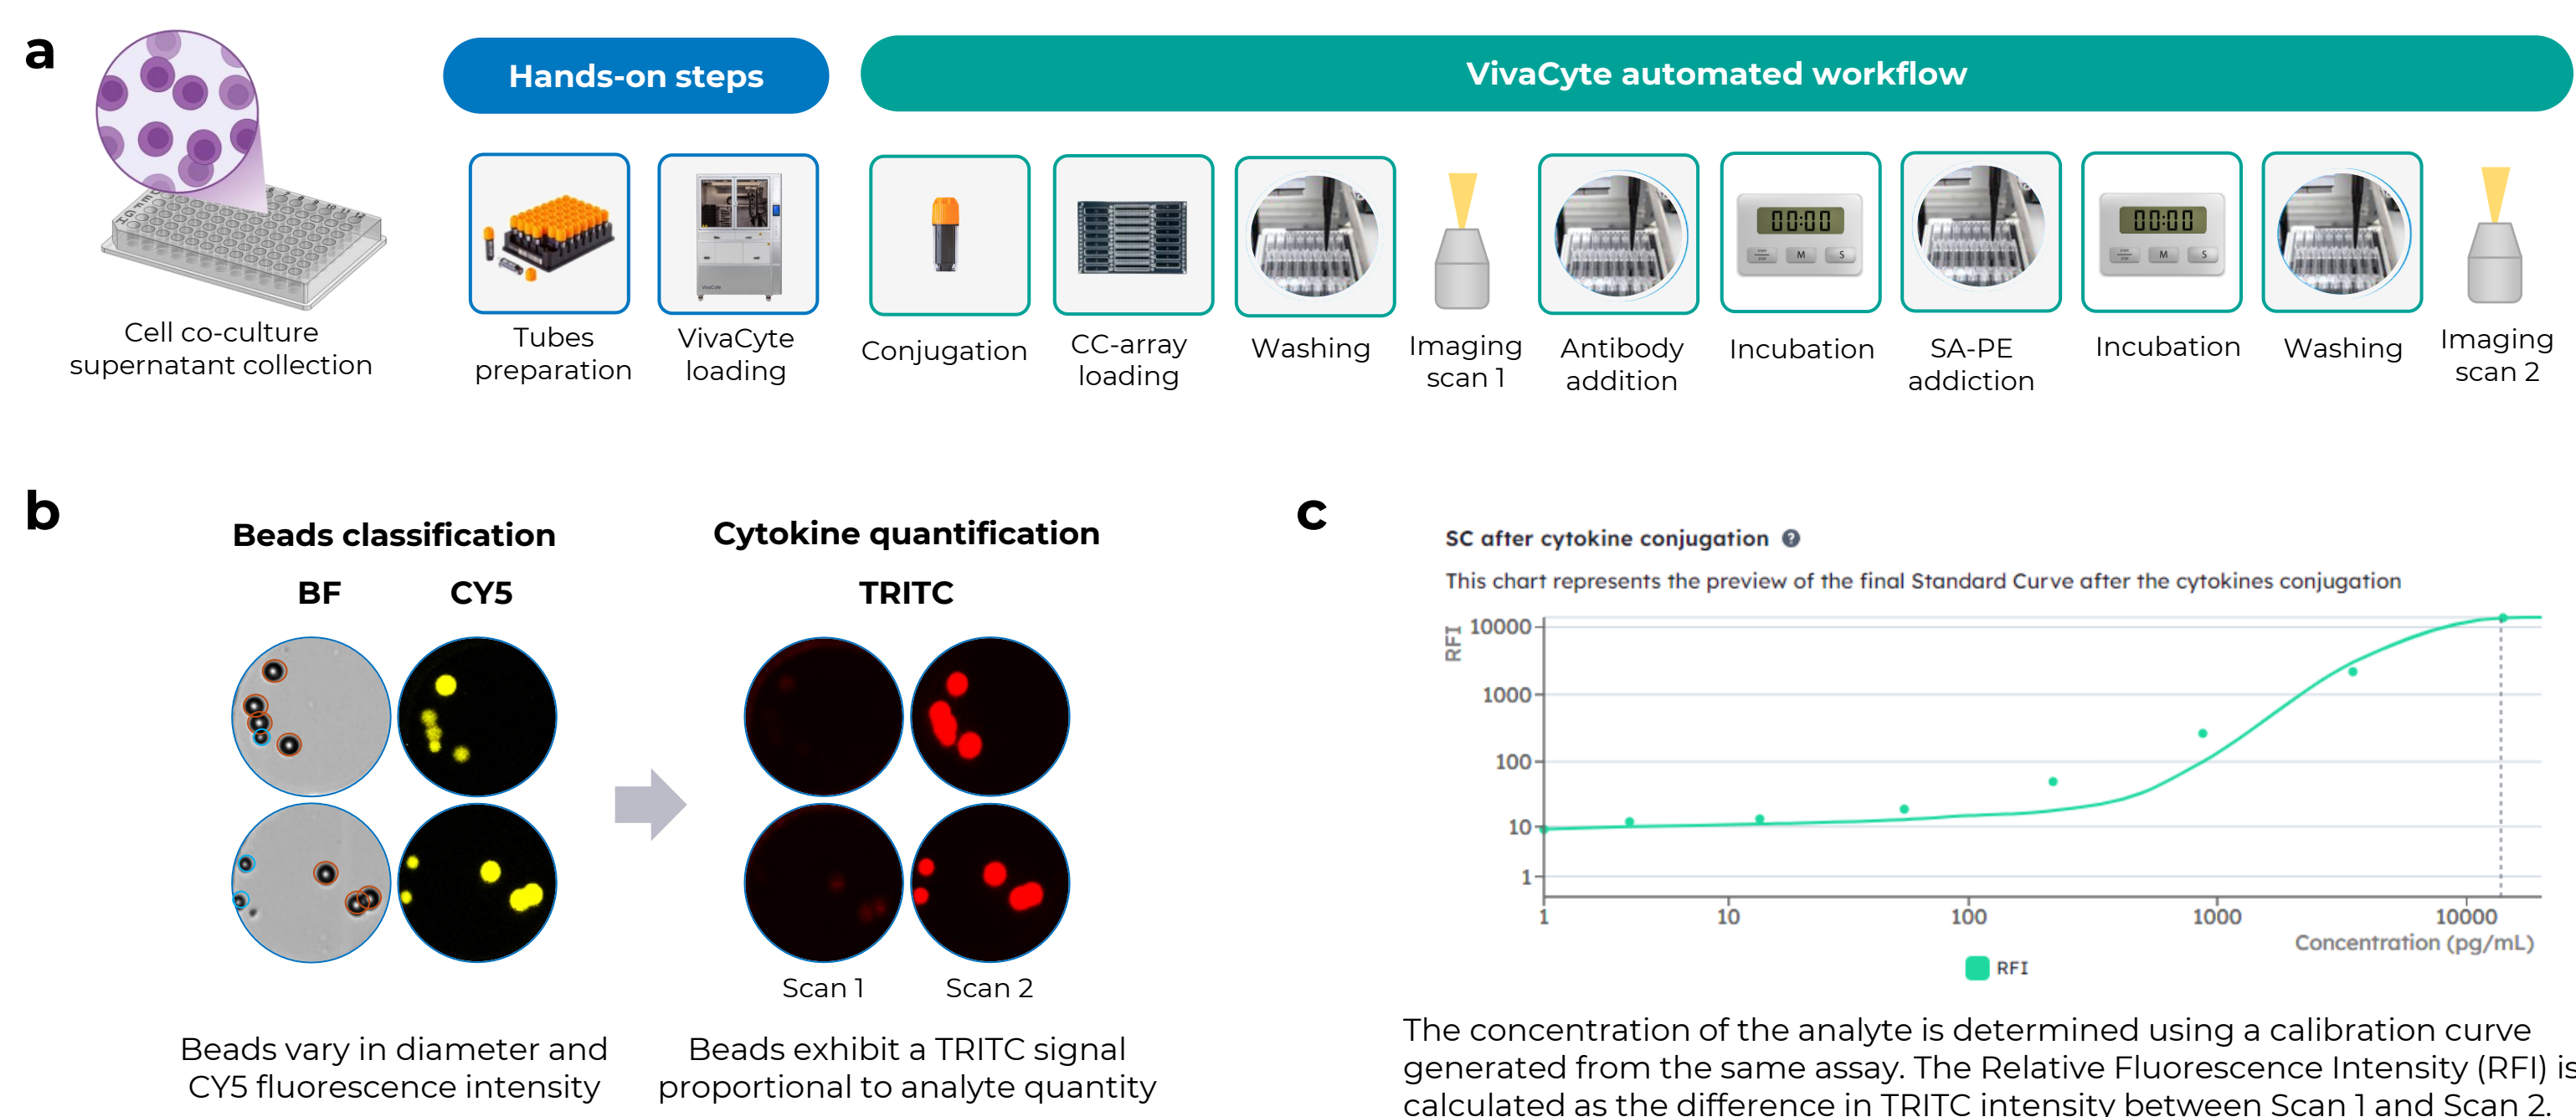 a
Hands-on steps
VivaCyte automated workflow
Cell co-culture
supernatant collection
Tubes
preparation
VivaCyte
loading
Conjugation
CC-array
loading
Washing
Imaging
scan 1
Antibody
addition
00:00
M
S
Incubation
SA-PE
addiction
00:00
M
S
Incubation
Washing
Imaging
scan 2
b
Beads classification
BF
CY5
Cytokine quantification
TRITC
Scan 1
Scan 2
Beads vary in diameter and
CY5 fluorescence intensity
Beads exhibit a TRITC signal
proportional to analyte quantity
c
SC after cytokine conjugation ?
This chart represents the preview of the final Standard Curve after the cytokines conjugation
RFI
10000
1000
100
10
1
1
10
100
1000
10000
Concentration (pg/mL)
RFI
The concentration of the analyte is determined using a calibration curve
generated from the same assay. The Relative Fluorescence Intensity (RFI) is
calculated as the difference in TRITC intensity between Scan 1 and Scan 2.